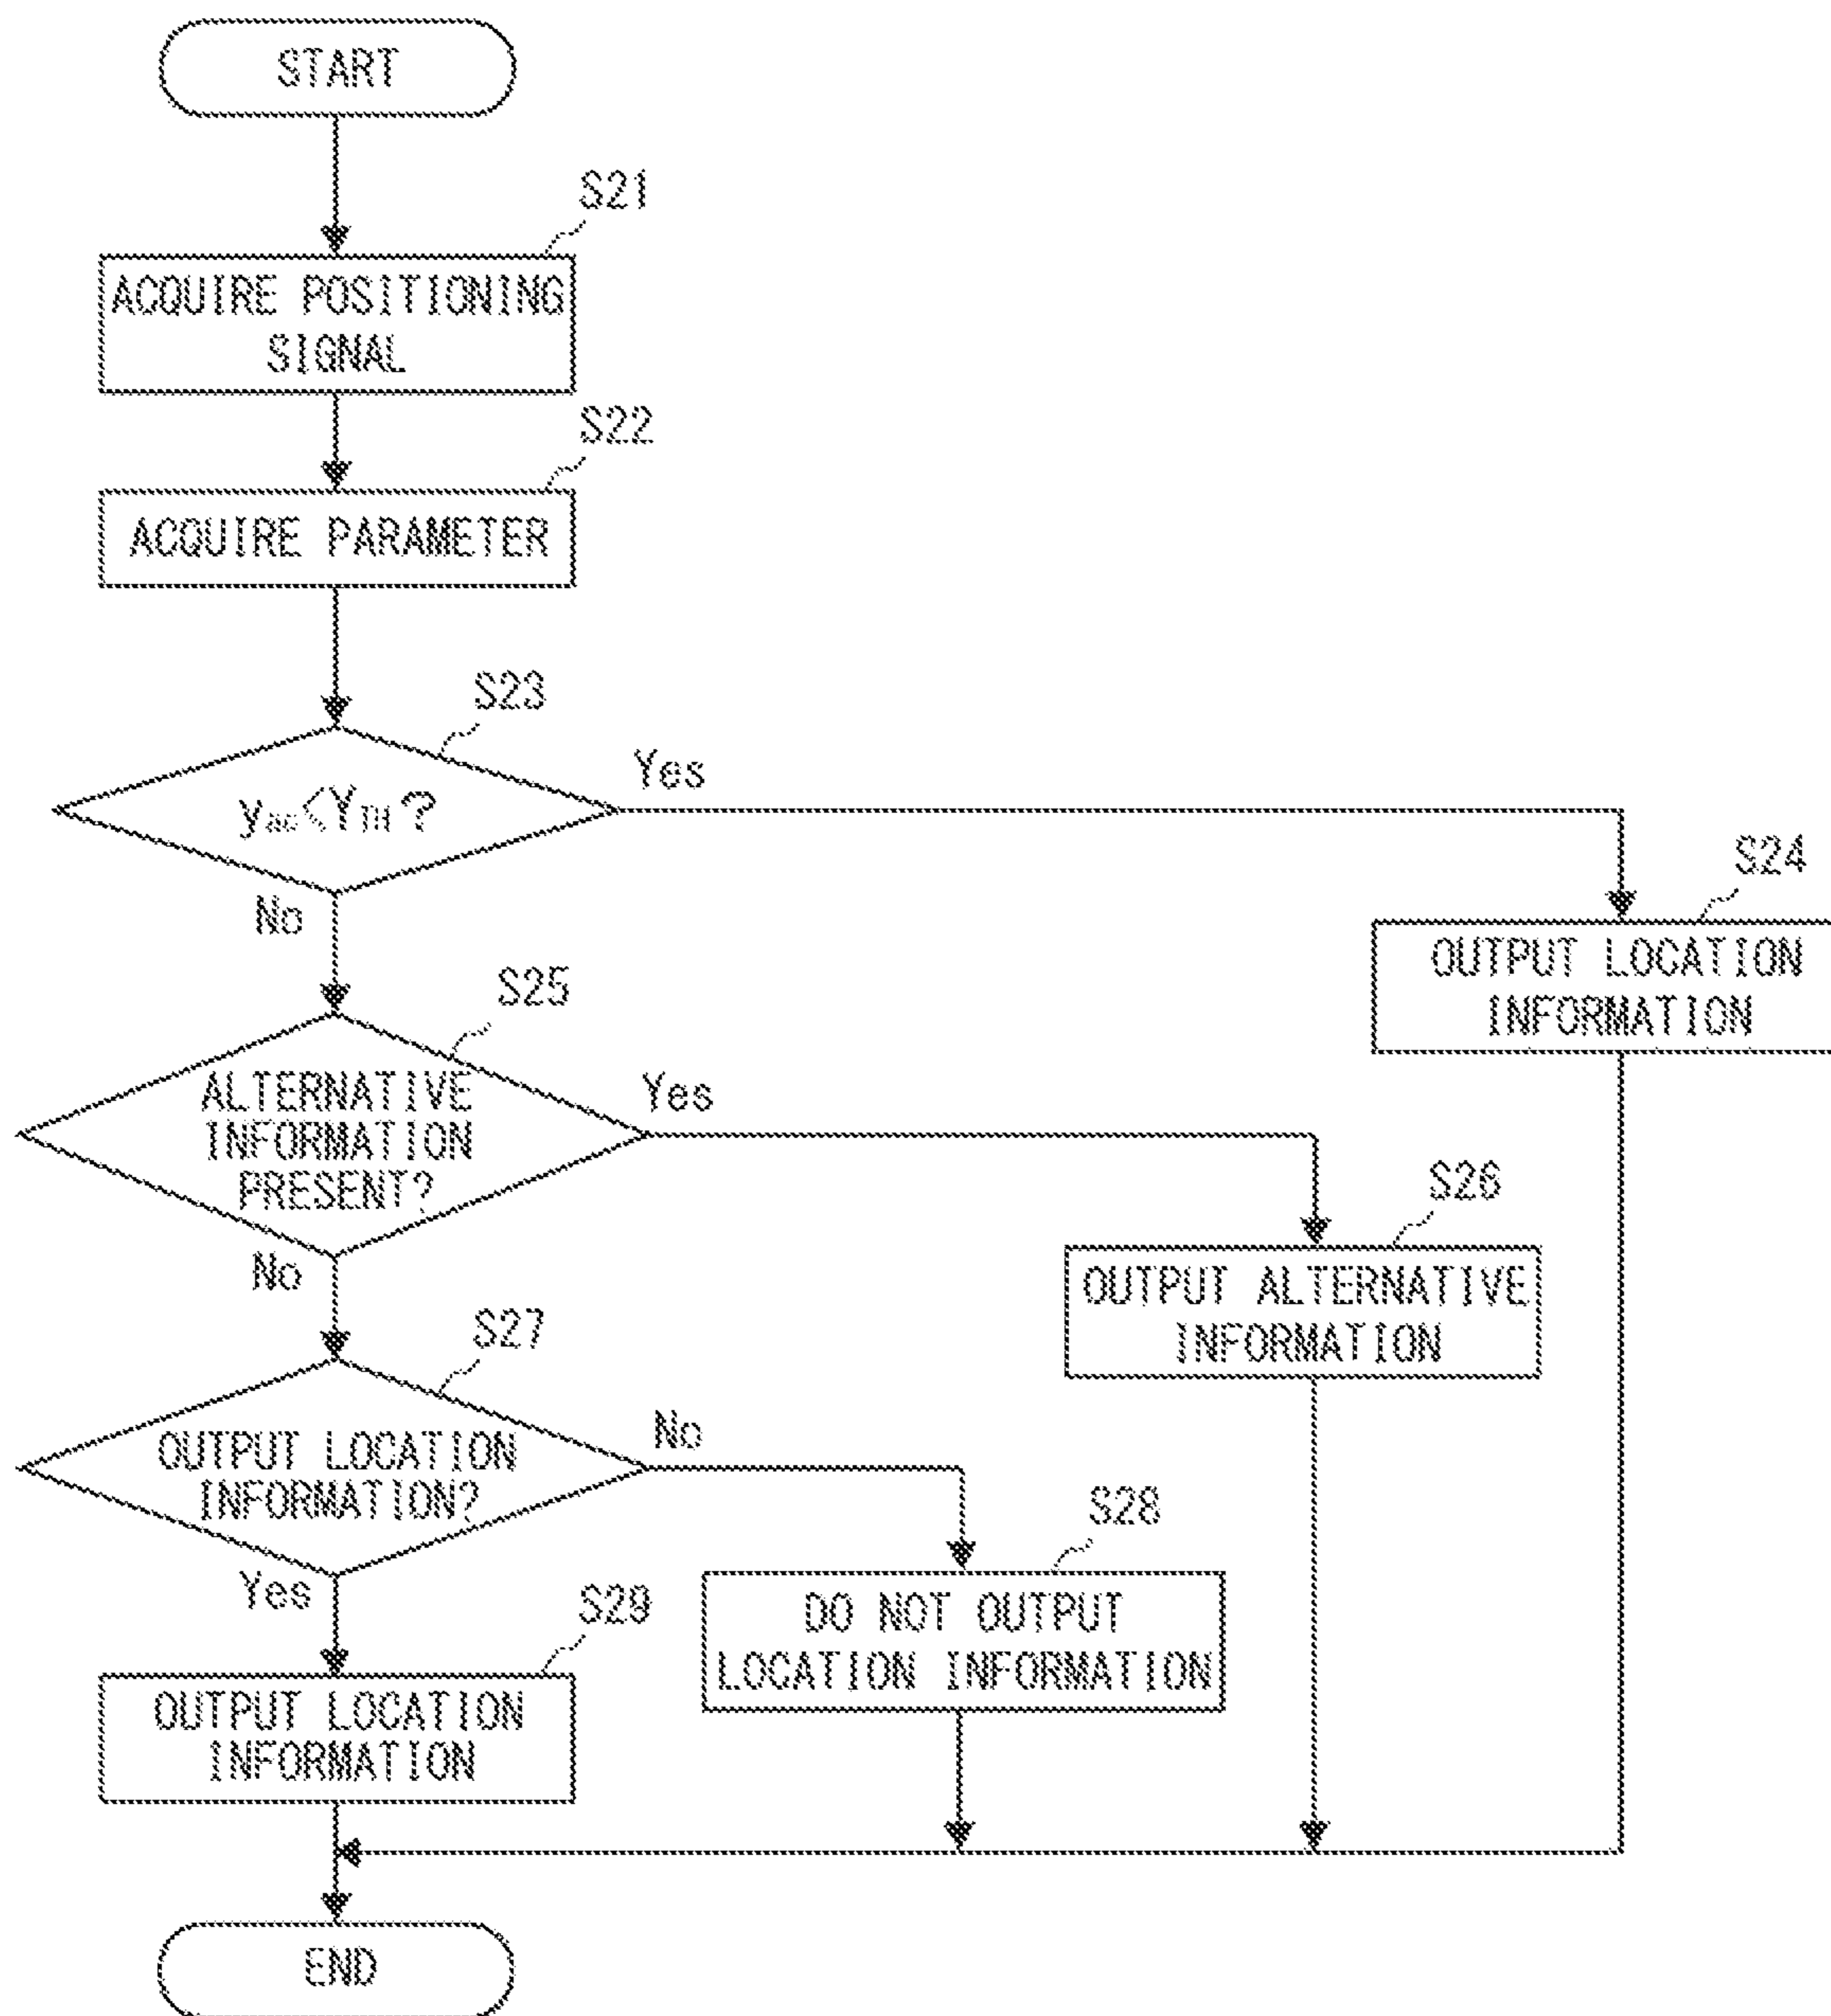 START
S21
ACQUIRE POSITIONING
SIGNAL
S22
ACQUIRE PARAMETER
S23
yac<YTH?
Yes
No
S24
OUTPUT LOCATION
INFORMATION
S25
ALTERNATIVE
INFORMATION
PRESENT?
Yes
No
S26
OUTPUT ALTERNATIVE
INFORMATION
S27
OUTPUT LOCATION
INFORMATION?
No
Yes
S28
DO NOT OUTPUT
LOCATION INFORMATION
S29
OUTPUT LOCATION
INFORMATION
END